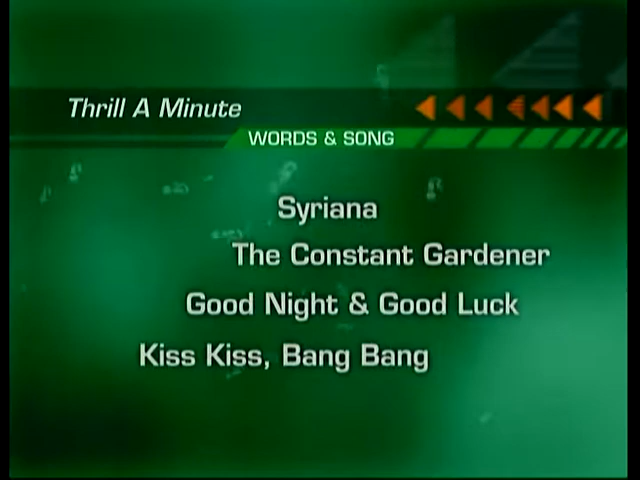 Thrill A Minute
WORDS & SONG
Syriana
The Constant Gardener
Good Night & Good Luck
Kiss Kiss, Bang Bang